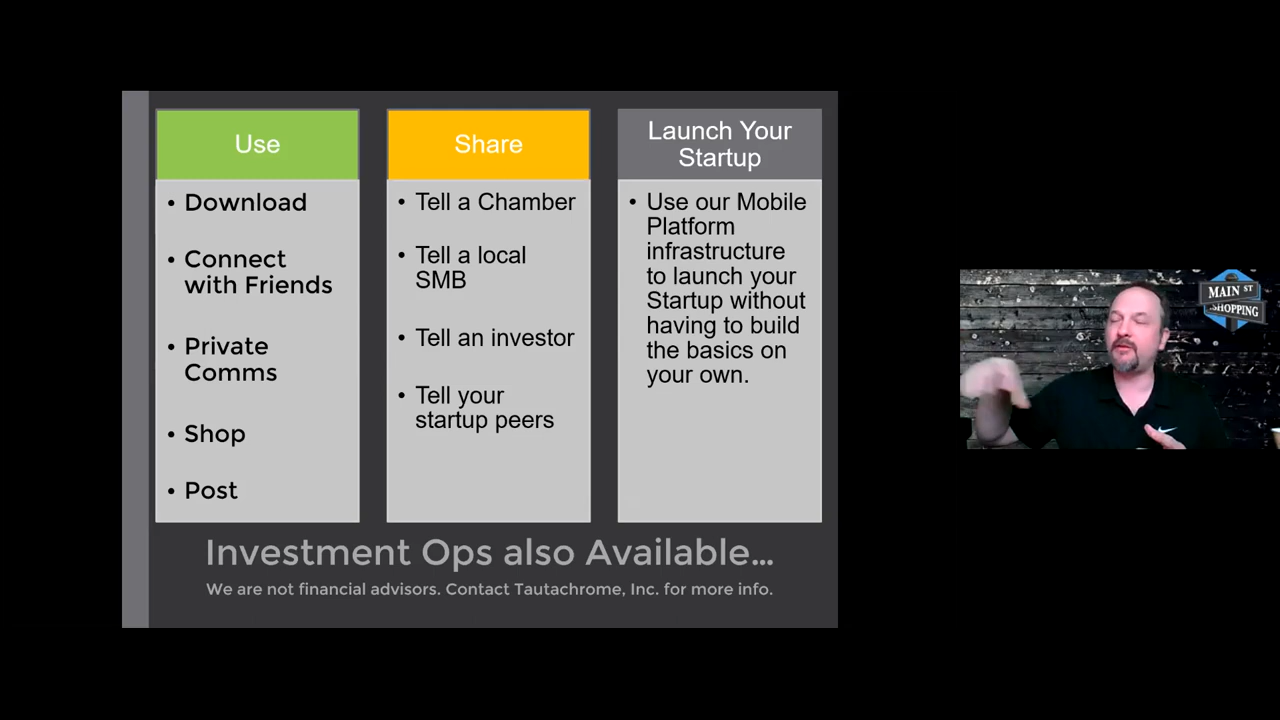 Use
Download
Connect
with Friends
Private
Comms
Shop
Post
Share
Tell a Chamber
Tell a local
SMB
Tell an investor
Tell your
startup peers
Launch Your
Startup
Use our Mobile
Platform
infrastructure
to launch your
Startup without
having to build
the basics on
your own.
Investment Ops also Available...
We are not financial advisors. Contact Tautachrome, Inc. for more info.
MAIN ST
SHOPPING